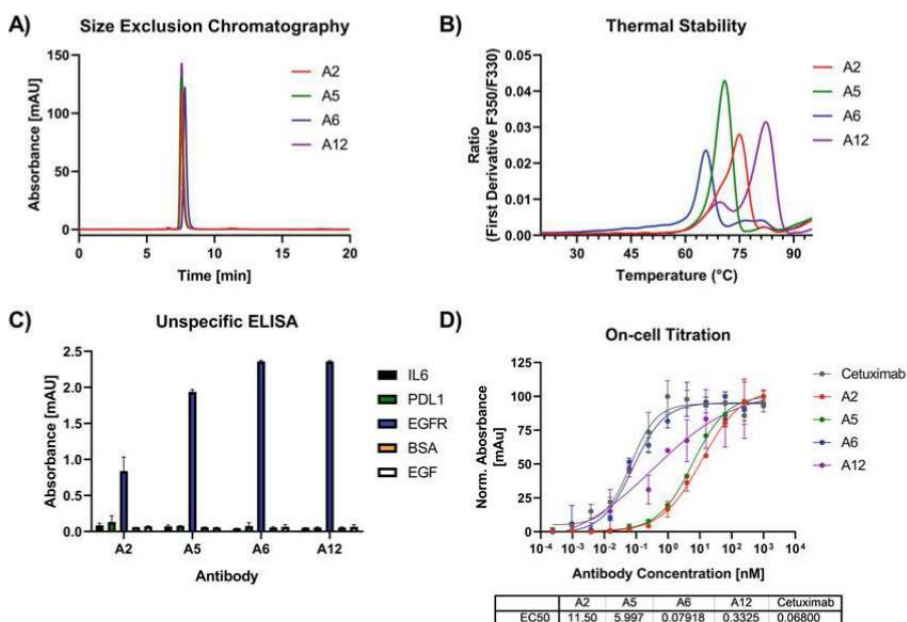 A)
Size Exclusion Chromatography
Absorbance [mAU]
150
100
50
0
0 5 10 15 20
Time [min]
A2
A5
A6
A12
B)
Thermal Stability
Ratio
(First Derivative F350/F330)
0.05
0.04
0.03
0.02
0.01
0.00
30 45 60 75 90
Temperature (°C)
A2
A5
A6
A12
C)
Unspecific ELISA
Absorbance [mAU]
2.5
2.0
1.5
1.0
0.5
0.0
A2 A5 A6 A12
Antibody
IL6
PDL1
EGFR
BSA
EGF
D)
On-cell Titration
Norm. Absosrbance
[mAu]
125
100
75
50
25
0
10⁻⁴ 10⁻³ 10⁻² 10⁻¹ 10⁰ 10¹ 10² 10³ 10⁴
Antibody Concentration [nM]
Cetuximab
A2
A5
A6
A12
A2 A5 A6 A12 Cetuximab
EC50 11.50 5.997 0.07918 0.3325 0.06800